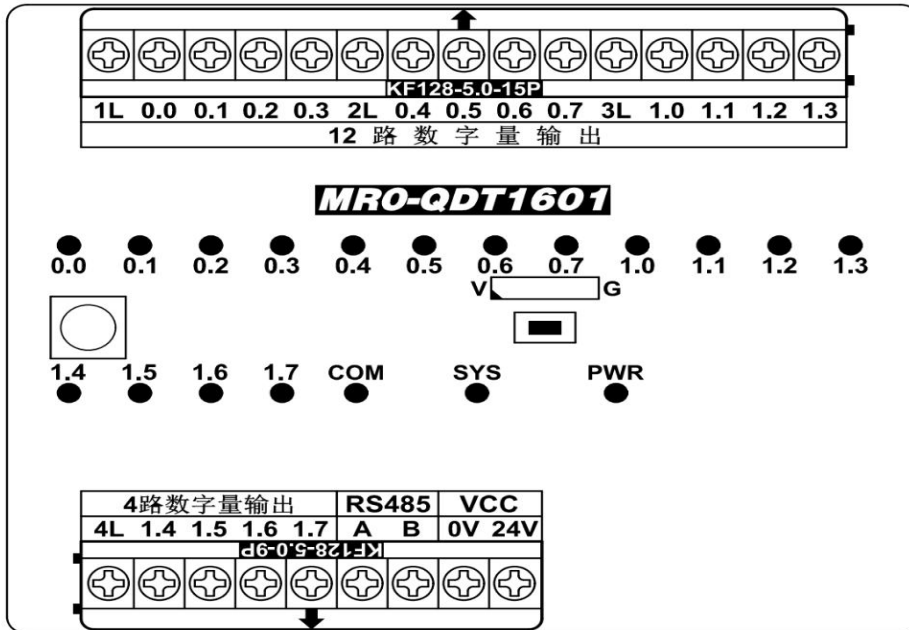 KF128-5.0-15P
1L 0.0 0.1 0.2 0.3 2L 0.4 0.5 0.6 0.7 3L 1.0 1.1 1.2 1.3
12 路 数 字 量 输 出
MRO-QDT1601
0.0 0.1 0.2 0.3 0.4 0.5 0.6 0.7 1.0 1.1 1.2 1.3
V G
1.4 1.5 1.6 1.7 COM SYS PWR
4路数字量输出 RS485 VCC
4L 1.4 1.5 1.6 1.7 A B 0V 24V
KF128-5.0-9P